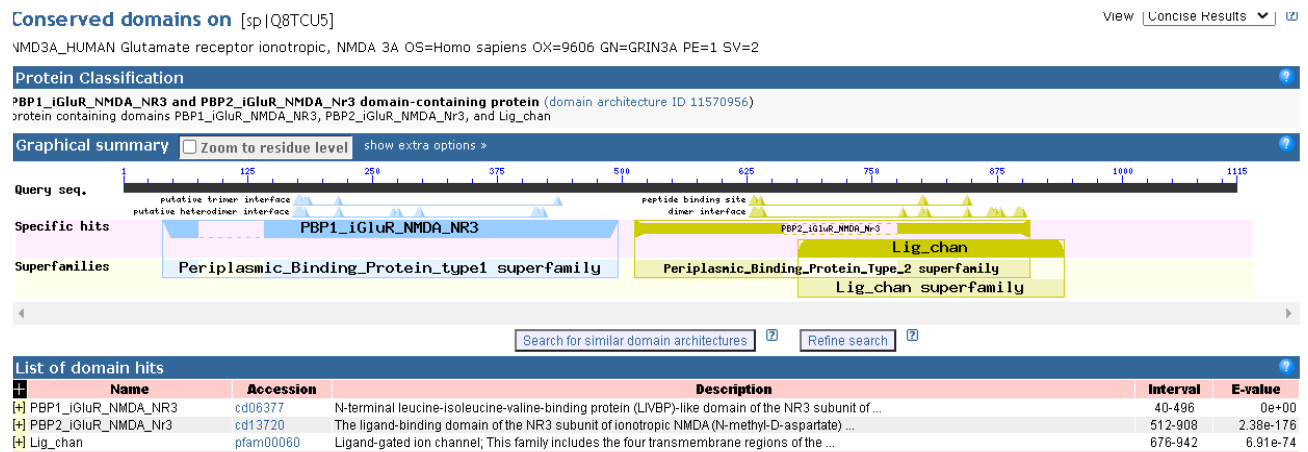 Conserved domains on [sp|Q8TCU5]
View Concise Results
NMD3A_HUMAN Glutamate receptor ionotropic, NMDA 3A OS=Homo sapiens OX=9606 GN=GRIN3A PE=1 SV=2
Protein Classification ?
PBP1_iGluR_NMDA_NR3 and PBP2_iGluR_NMDA_Nr3 domain-containing protein (domain architecture ID 11570956)
protein containing domains PBP1_iGluR_NMDA_NR3, PBP2_iGluR_NMDA_Nr3, and Lig_chan
Graphical summary Zoom to residue level show extra options » ?
1 125 250 375 500 625 750 875 1000 1115
Query seq.
putative trimer interface peptide binding site
putative heterodimer interface dimer interface
Specific hits PBP1_iGluR_NMDA_NR3 PBP2_iGluR_NMDA_Nr3
Lig_chan
Superfamilies Periplasmic_Binding_Protein_type1 superfamily Periplasmic_Binding_Protein_Type_2 superfamily
Lig_chan superfamily
Search for similar domain architectures ? Refine search ?
List of domain hits ?
+ Name Accession Description Interval E-value
[+] PBP1_iGluR_NMDA_NR3 cd06377 N-terminal leucine-isoleucine-valine-binding protein (LIVBP)-like domain of the NR3 subunit of ... 40-496 0e+00
[+] PBP2_iGluR_NMDA_Nr3 cd13720 The ligand-binding domain of the NR3 subunit of ionotropic NMDA (N-methyl-D-aspartate) ... 512-908 2.38e-176
[+] Lig_chan pfam00060 Ligand-gated ion channel; This family includes the four transmembrane regions of the ... 676-942 6.91e-74